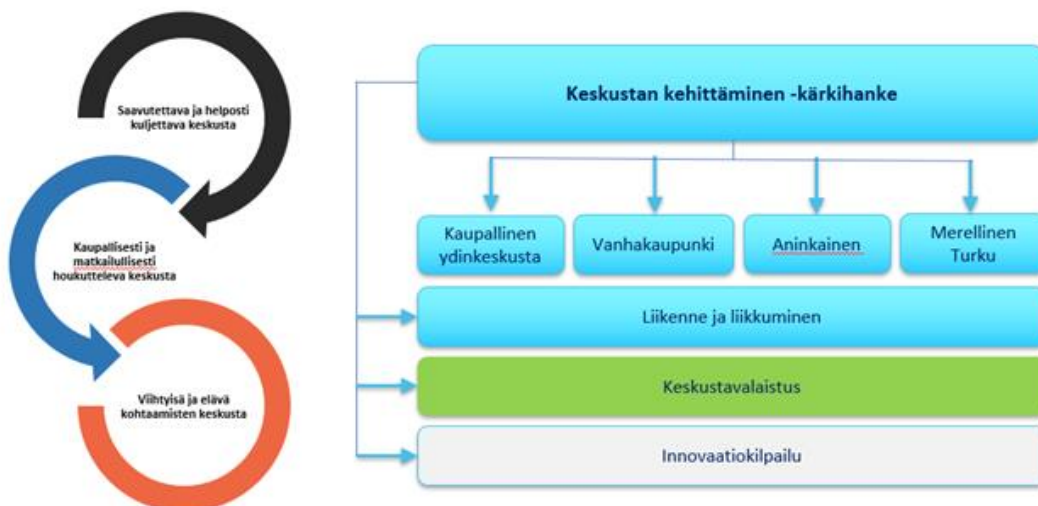 Saavutettava ja helposti
kuljettava keskusta
Kaupallisesti ja
matkailullisesti
houkutteleva keskusta
Viihtyisä ja elävä
kohtaamisten keskusta
Keskustan kehittäminen -kärkihanke
Kaupallinen
ydinkeskusta
Vanhakaupunki
Aninkainen
Merellinen
Turku
Liikenne ja liikkuminen
Keskustavalaistus
Innovaatiokilpailu